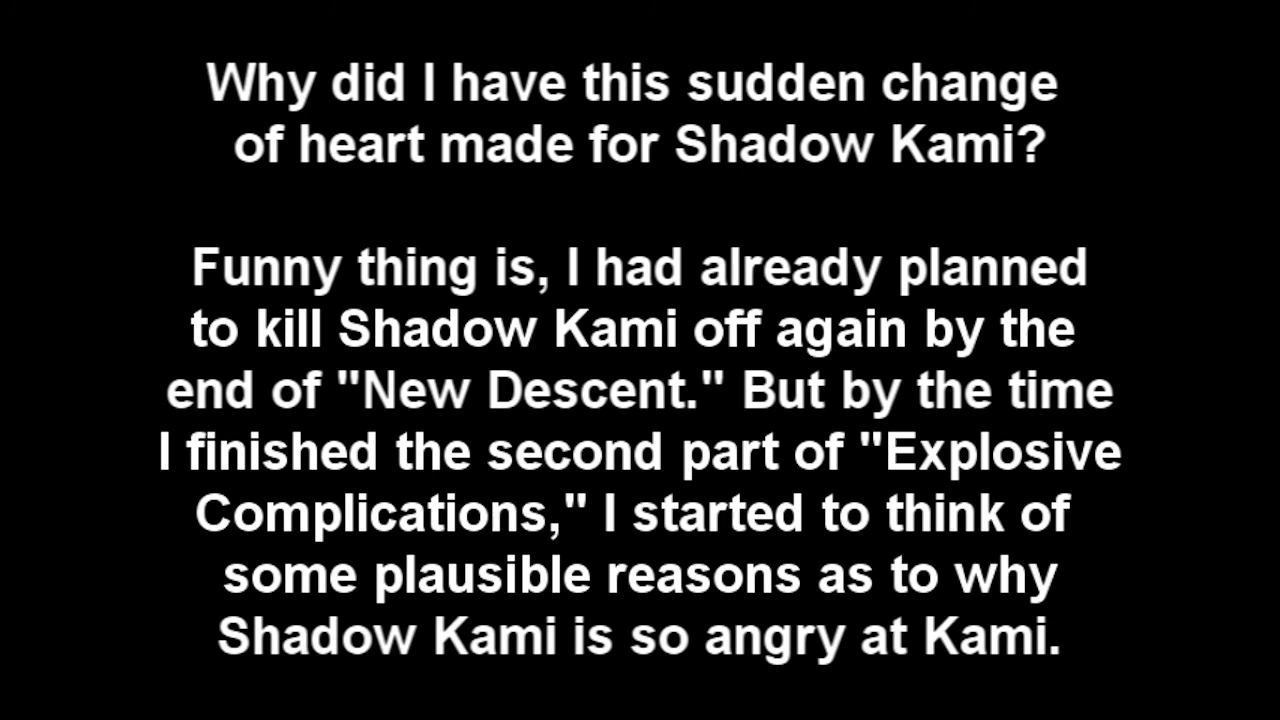 Why did I have this sudden change
of heart made for Shadow Kami?
Funny thing is, I had already planned
to kill Shadow Kami off again by the
end of "New Descent." But by the time
I finished the second part of "Explosive
Complications," I started to think of
some plausible reasons as to why
Shadow Kami is so angry at Kami.